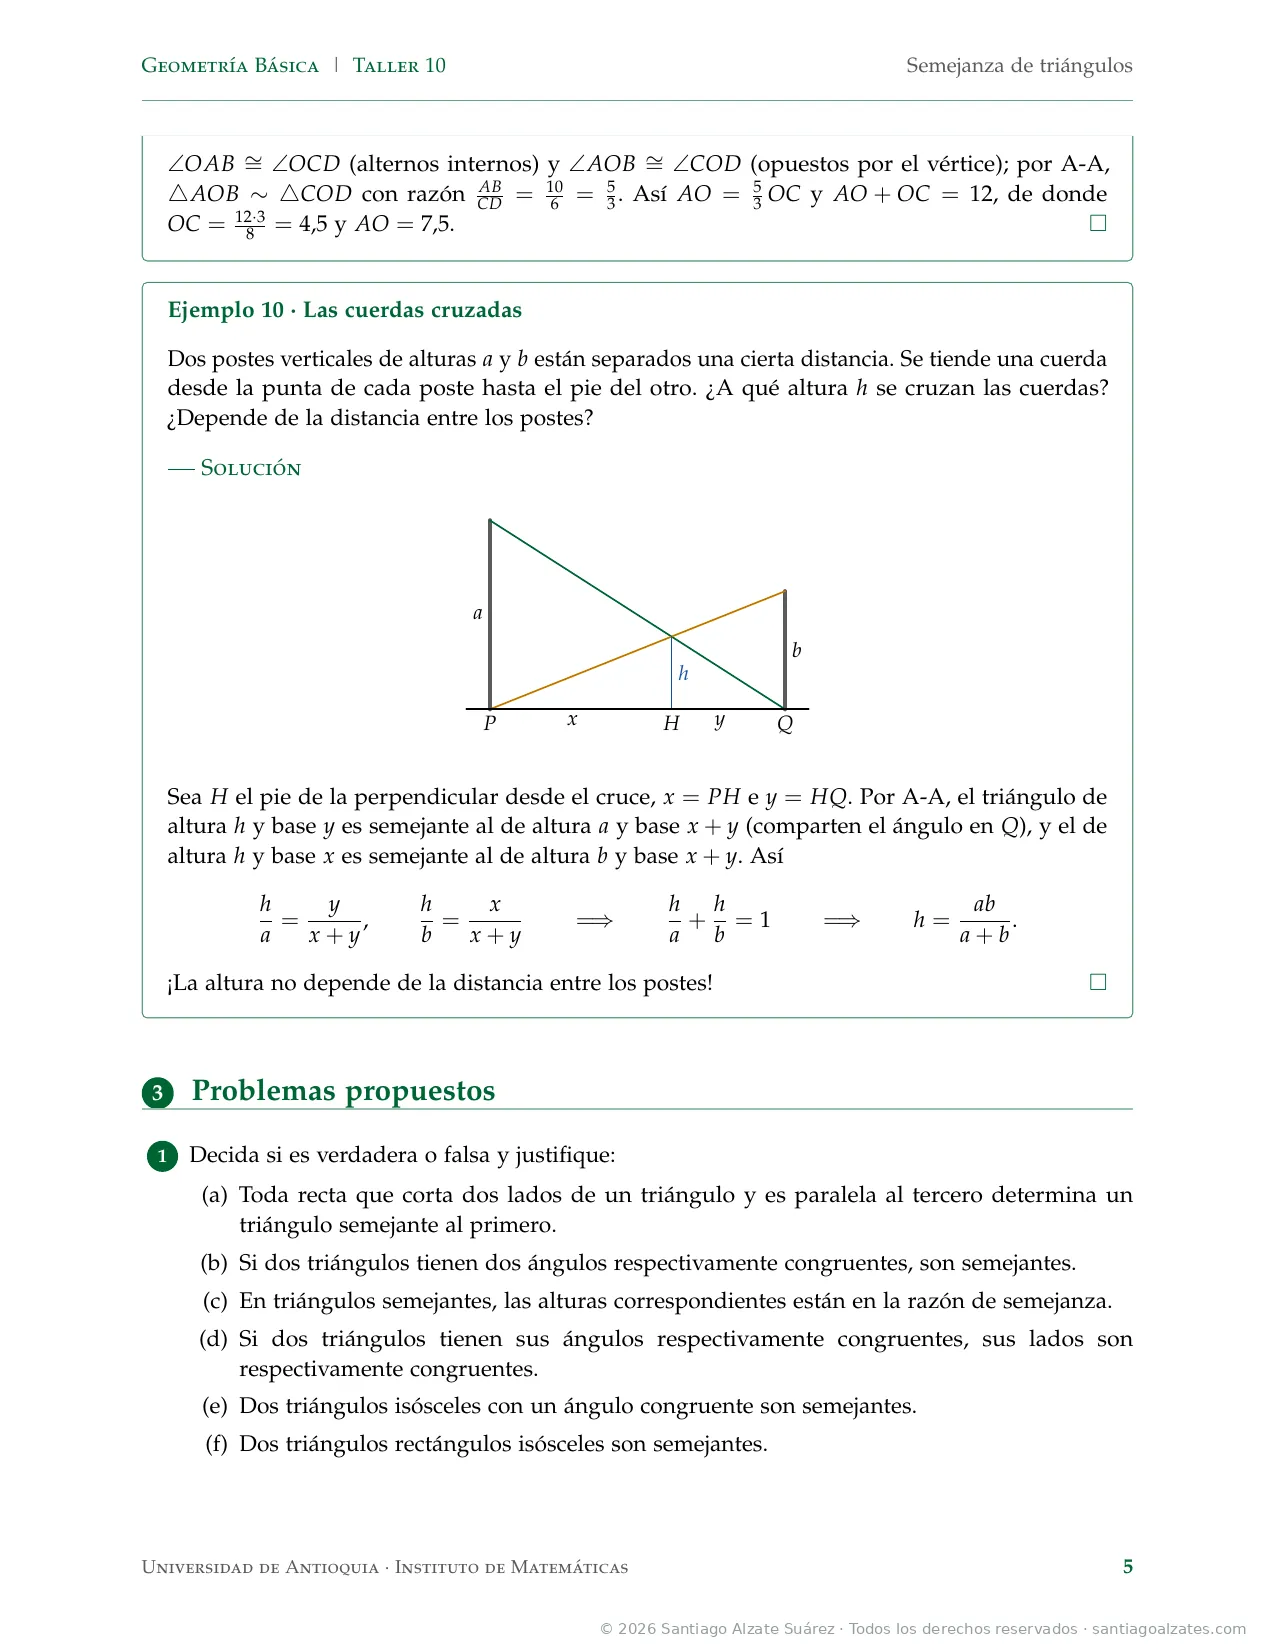 Geometría Básica | Taller 10
Semejanza de triángulos
∠OAB ≅ ∠OCD (alternos internos) y ∠AOB ≅ ∠COD (opuestos por el vértice); por A-A,
△AOB ∼ △COD con razón AB/CD = 10/6 = 5/3. Así AO = 5/3 OC y AO + OC = 12, de donde
OC = 12·3/8 = 4,5 y AO = 7,5. □
Ejemplo 10 · Las cuerdas cruzadas
Dos postes verticales de alturas a y b están separados una cierta distancia. Se tiende una cuerda
desde la punta de cada poste hasta el pie del otro. ¿A qué altura h se cruzan las cuerdas?
¿Depende de la distancia entre los postes?
— Solución
a
b
h
P x H y Q
Sea H el pie de la perpendicular desde el cruce, x = PH e y = HQ. Por A-A, el triángulo de
altura h y base y es semejante al de altura a y base x + y (comparten el ángulo en Q), y el de
altura h y base x es semejante al de altura b y base x + y. Así
h/a = y/(x + y), h/b = x/(x + y) ⟹ h/a + h/b = 1 ⟹ h = ab/(a + b).
¡La altura no depende de la distancia entre los postes! □
3 Problemas propuestos
1 Decida si es verdadera o falsa y justifique:
(a) Toda recta que corta dos lados de un triángulo y es paralela al tercero determina un
triángulo semejante al primero.
(b) Si dos triángulos tienen dos ángulos respectivamente congruentes, son semejantes.
(c) En triángulos semejantes, las alturas correspondientes están en la razón de semejanza.
(d) Si dos triángulos tienen sus ángulos respectivamente congruentes, sus lados son
respectivamente congruentes.
(e) Dos triángulos isósceles con un ángulo congruente son semejantes.
(f) Dos triángulos rectángulos isósceles son semejantes.
Universidad de Antioquia · Instituto de Matemáticas
5
© 2026 Santiago Alzate Suárez · Todos los derechos reservados · santiagoalzates.com